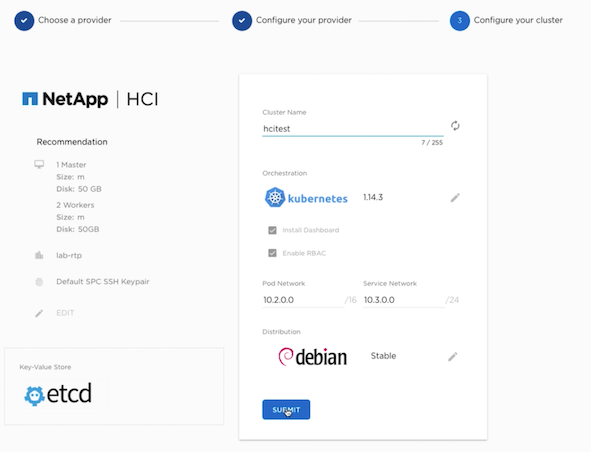 Choose a provider
Configure your provider
3 Configure your cluster
NetApp | HCI
Recommendation
1 Master
Size: m
Disk: 50 GB
2 Workers
Size: m
Disk: 50GB
lab-rtp
Default SPC SSH Keypair
EDIT
Key-Value Store
etcd
Cluster Name
hcitest
7 / 255
Orchestration
kubernetes 1.14.3
Install Dashboard
Enable RBAC
Pod Network Service Network
10.2.0.0 /16 10.3.0.0 /24
Distribution
debian Stable
SUBMIT